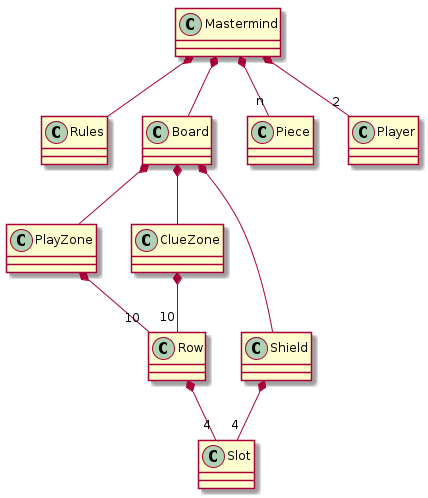 C Mastermind
n
2
C Rules
C Board
C Piece
C Player
C PlayZone
C ClueZone
10
10
C Row
C Shield
4
4
C Slot